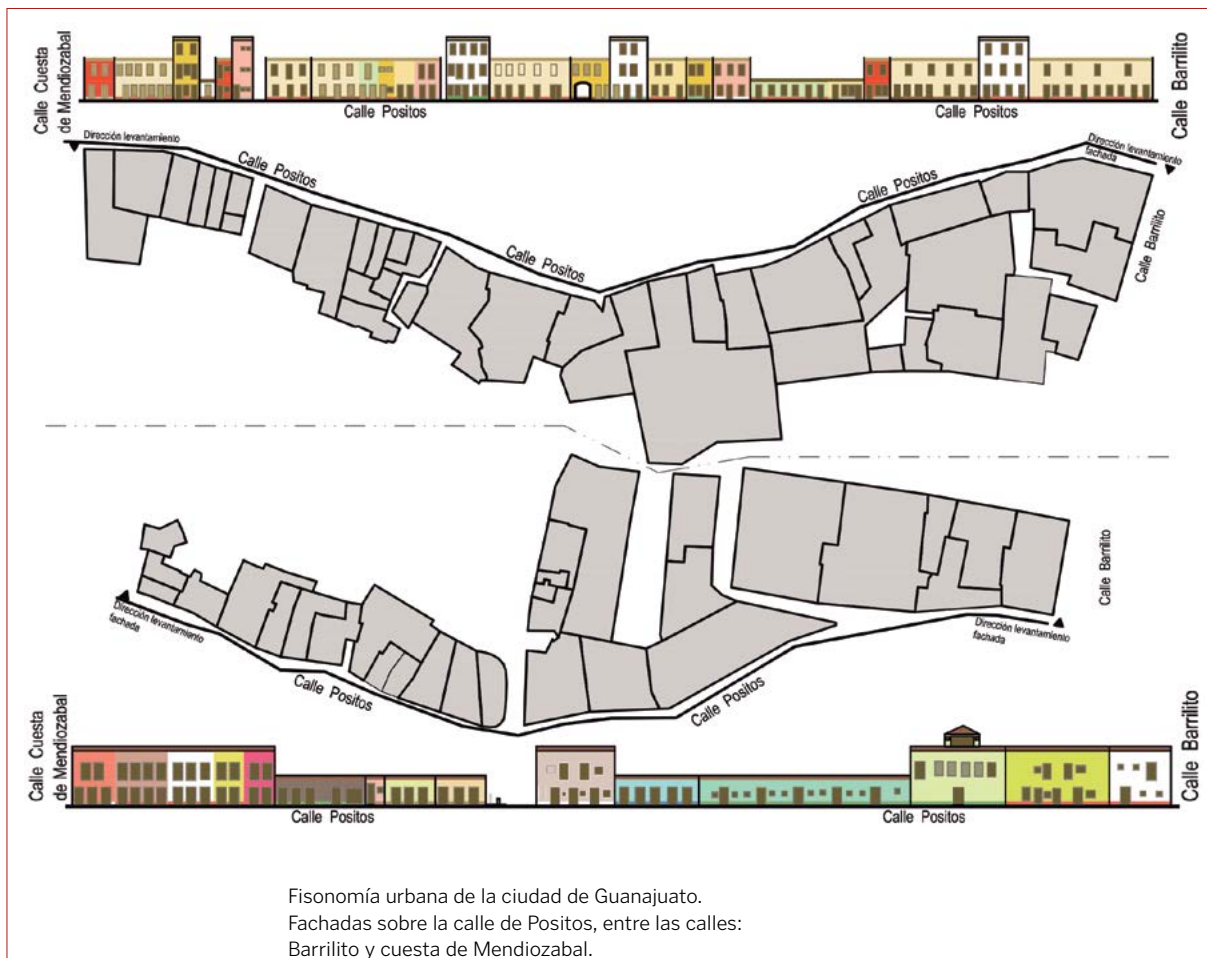 Calle Cuesta
de Mendiozabal
Calle Positos
Calle Positos
Calle Barrilito
Dirección levantamiento
Calle Positos
Calle Positos
Calle Positos
Dirección levantamiento
fachada
Calle Barrilito
Calle Barrilito
Dirección levantamiento
fachada
Calle Positos
Calle Positos
Dirección levantamiento
fachada
Calle Cuesta
de Mendiozabal
Calle Positos
Calle Positos
Calle Barrilito
Fisonomía urbana de la ciudad de Guanajuato.
Fachadas sobre la calle de Positos, entre las calles:
Barrilito y cuesta de Mendiozabal.